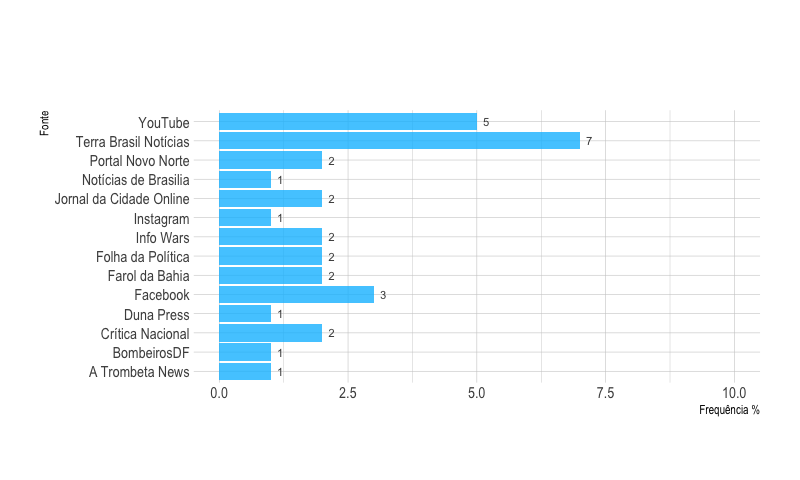 Fonte
YouTube 5
Terra Brasil Notícias 7
Portal Novo Norte 2
Notícias de Brasilia 1
Jornal da Cidade Online 2
Instagram 1
Info Wars 2
Folha da Política 2
Farol da Bahia 2
Facebook 3
Duna Press 1
Crítica Nacional 2
BombeirosDF 1
A Trombeta News 1
0.0 2.5 5.0 7.5 10.0
Frequência %